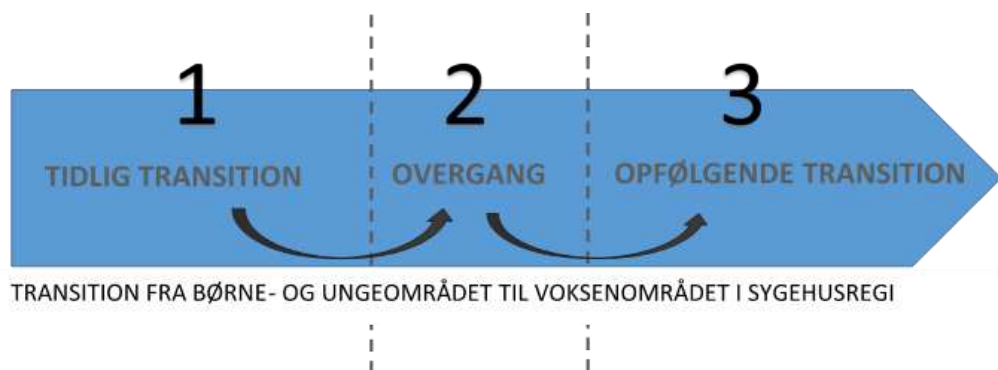 1
2
3
TIDLIG TRANSITION
OVERGANG
OPFØLGENDE TRANSITION
TRANSITION FRA BØRNE- OG UNGEOMRÅDET TIL VOKSENOMRÅDET I SYGEHUSREGI